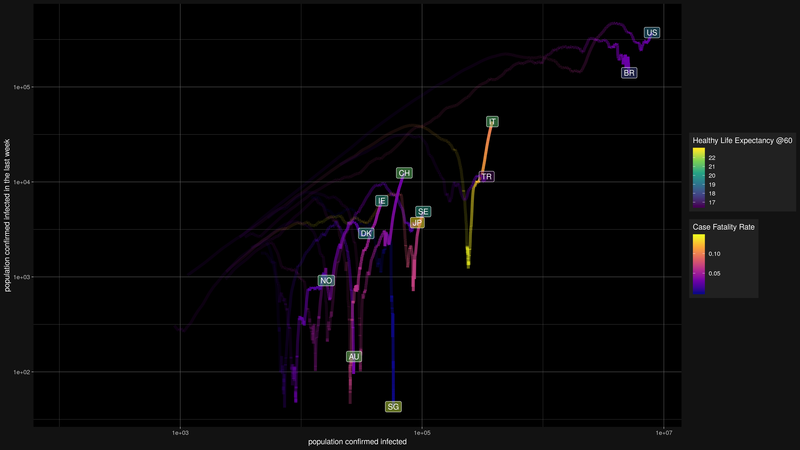 US
BR
IT
CH
TR
IE
SE
JP
DK
NO
AU
SG
1e+05
1e+04
1e+03
1e+02
population confirmed infected in the last week
1e+03
1e+05
1e+07
population confirmed infected
Healthy Life Expectancy @60
22
21
20
19
18
17
Case Fatality Rate
0.10
0.05